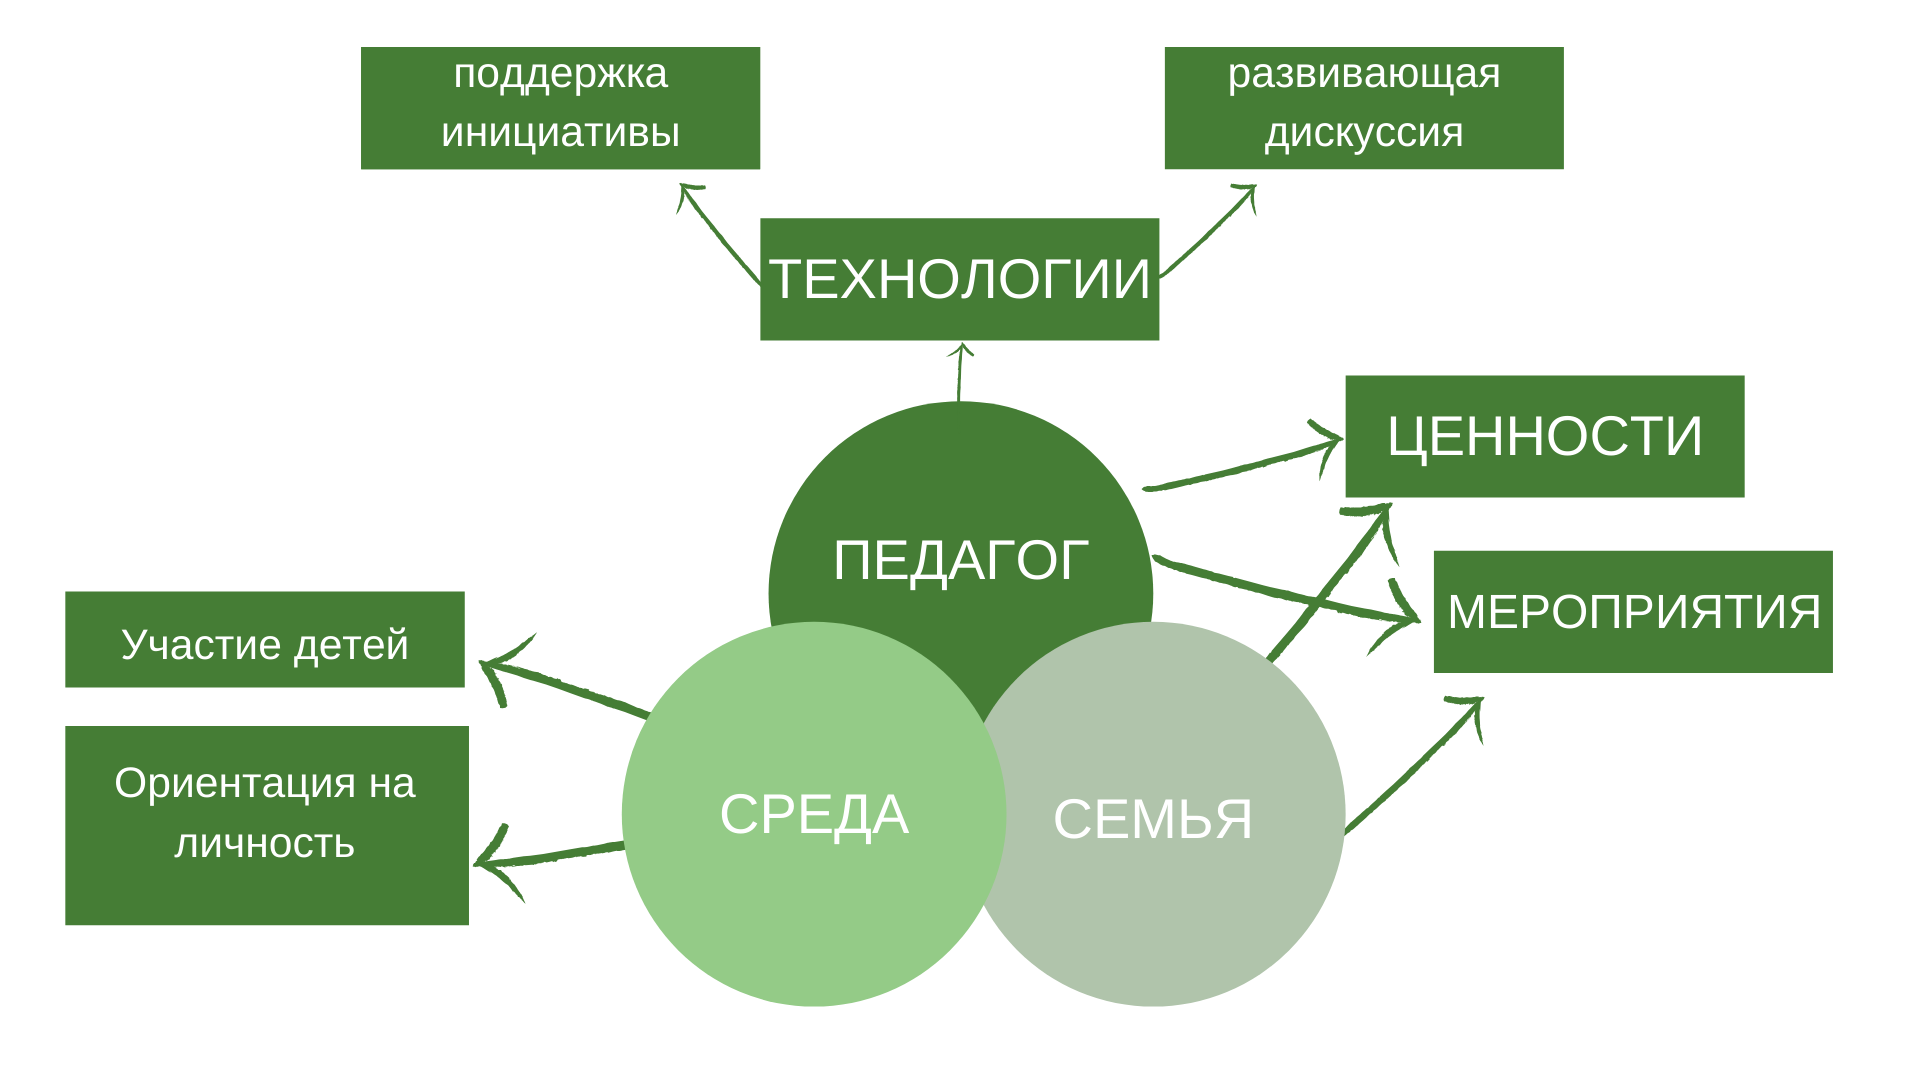 поддержка
инициативы
развивающая
дискуссия
ТЕХНОЛОГИИ
ЦЕННОСТИ
ПЕДАГОГ
МЕРОПРИЯТИЯ
Участие детей
Ориентация на
личность
СРЕДА
СЕМЬЯ